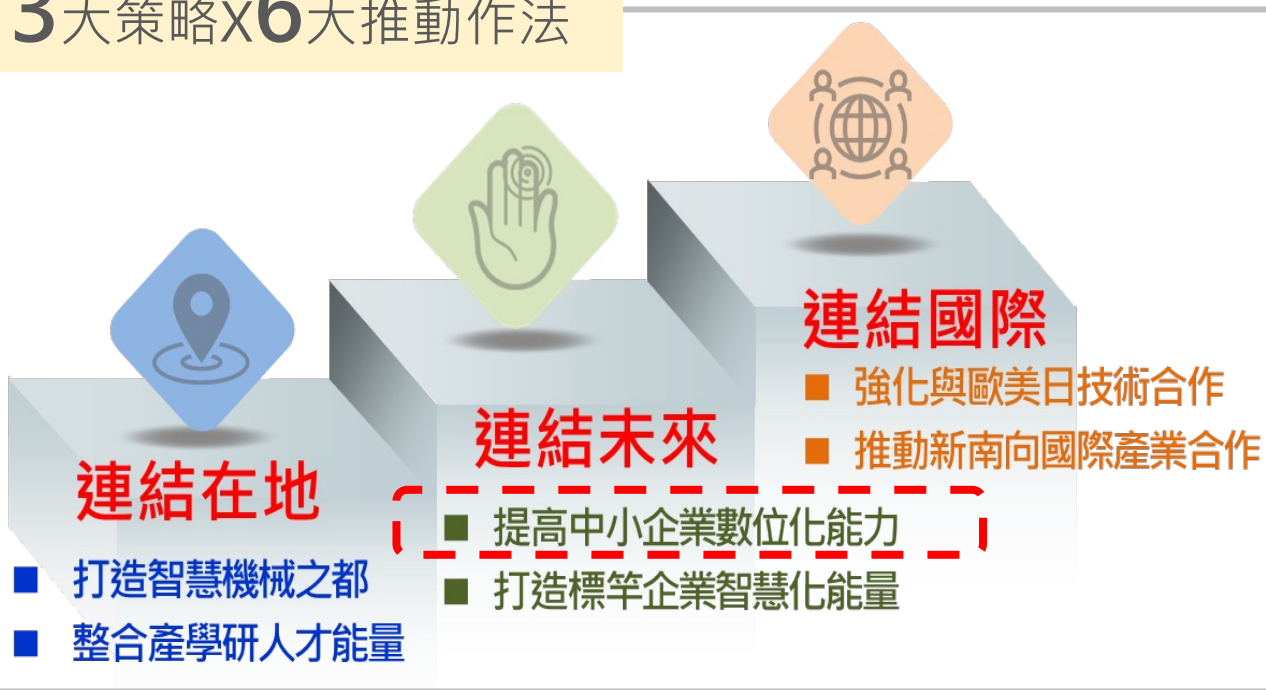 3大策略x6大推動作法
連結在地
■ 打造智慧機械之都
■ 整合產學研人才能量
連結未來
■ 提高中小企業數位化能力
■ 打造標竿企業智慧化能量
連結國際
■ 強化與歐美日技術合作
■ 推動新南向國際產業合作